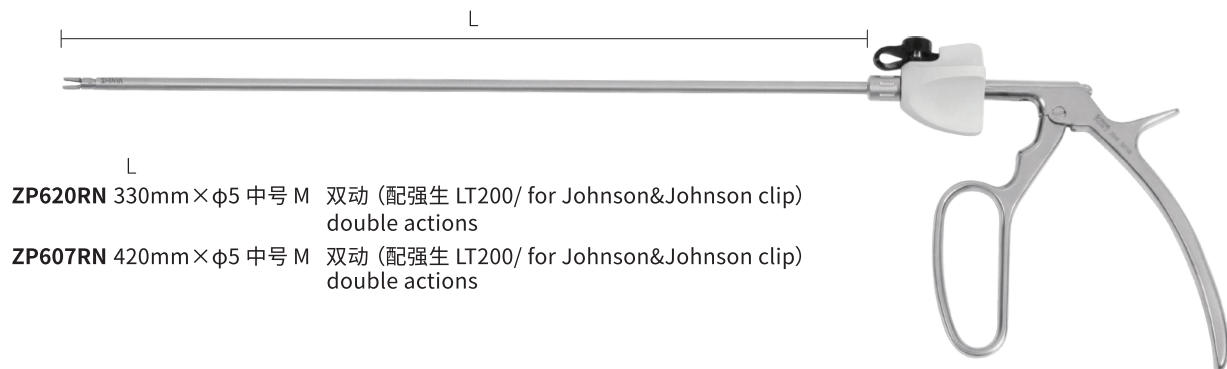 L
L
ZP620RN 330mm×φ5 中号 M 双动（配强生 LT200/ for Johnson&Johnson clip）
double actions
ZP607RN 420mm×φ5 中号 M 双动（配强生 LT200/ for Johnson&Johnson clip）
double actions